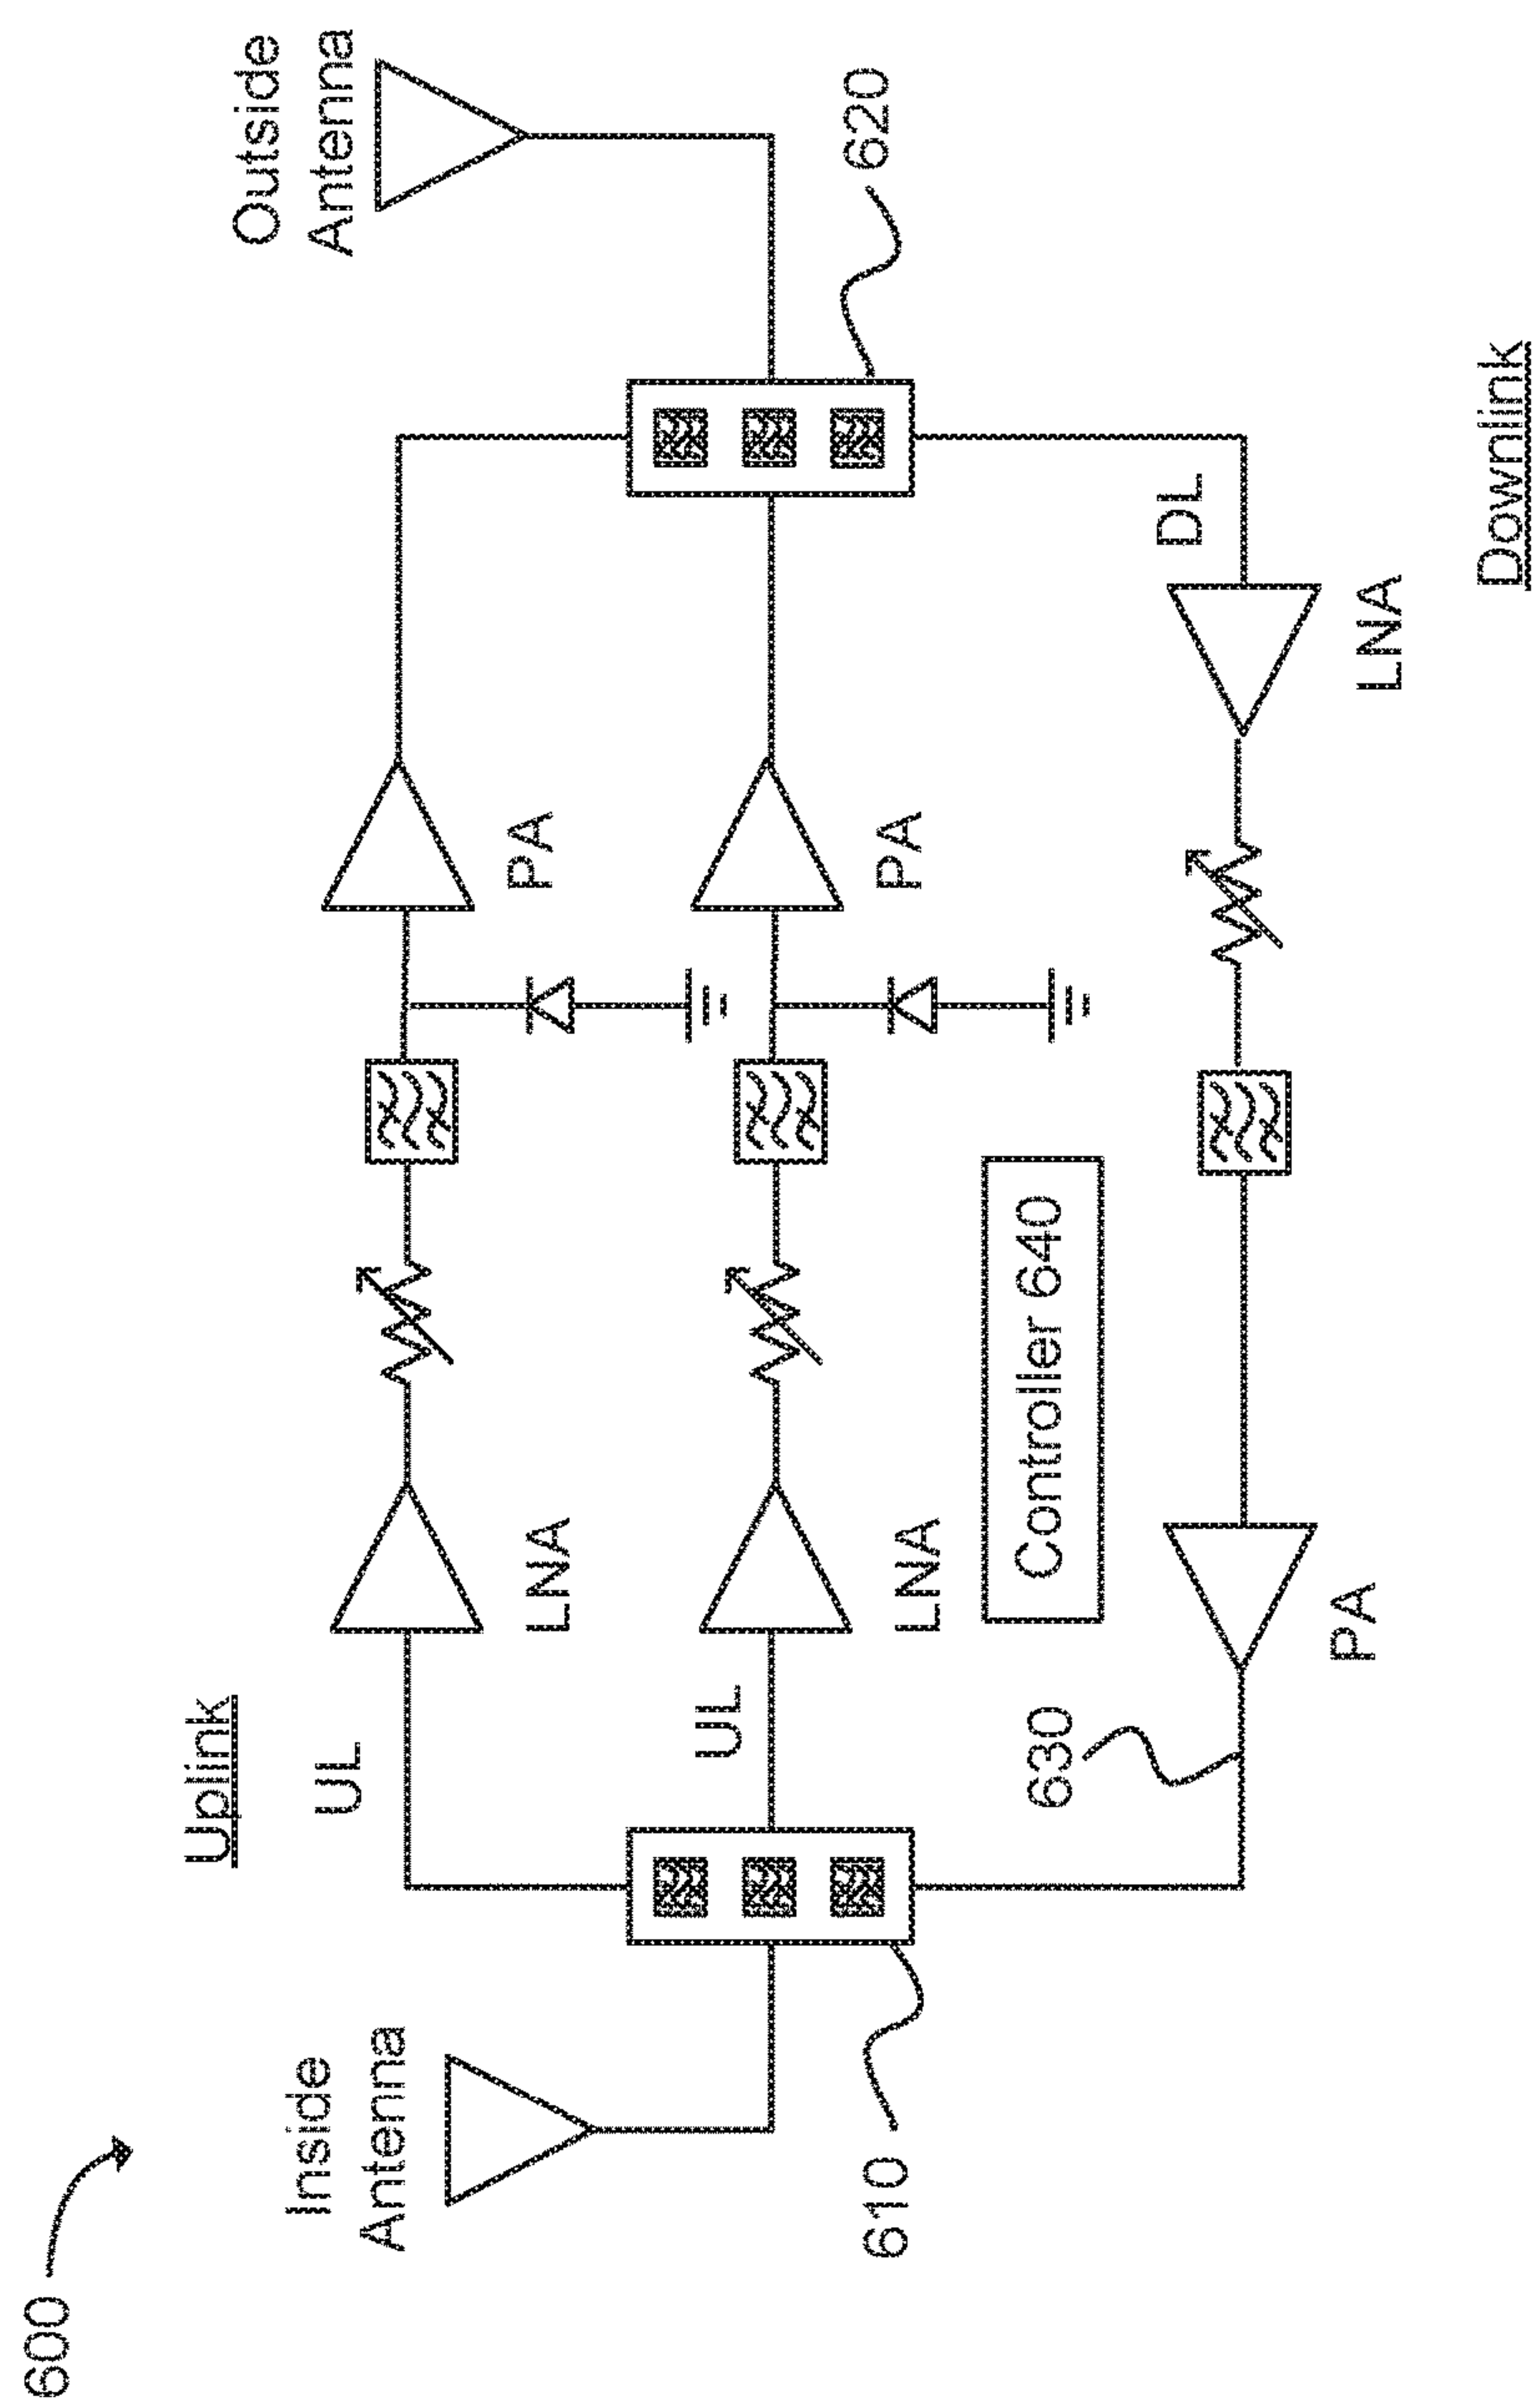 600
Uplink
Outside
Antenna
Inside
Antenna
UL
LNA
PA
UL
LNA
PA
610
620
Controller 640
630
DL
PA
LNA
Downlink